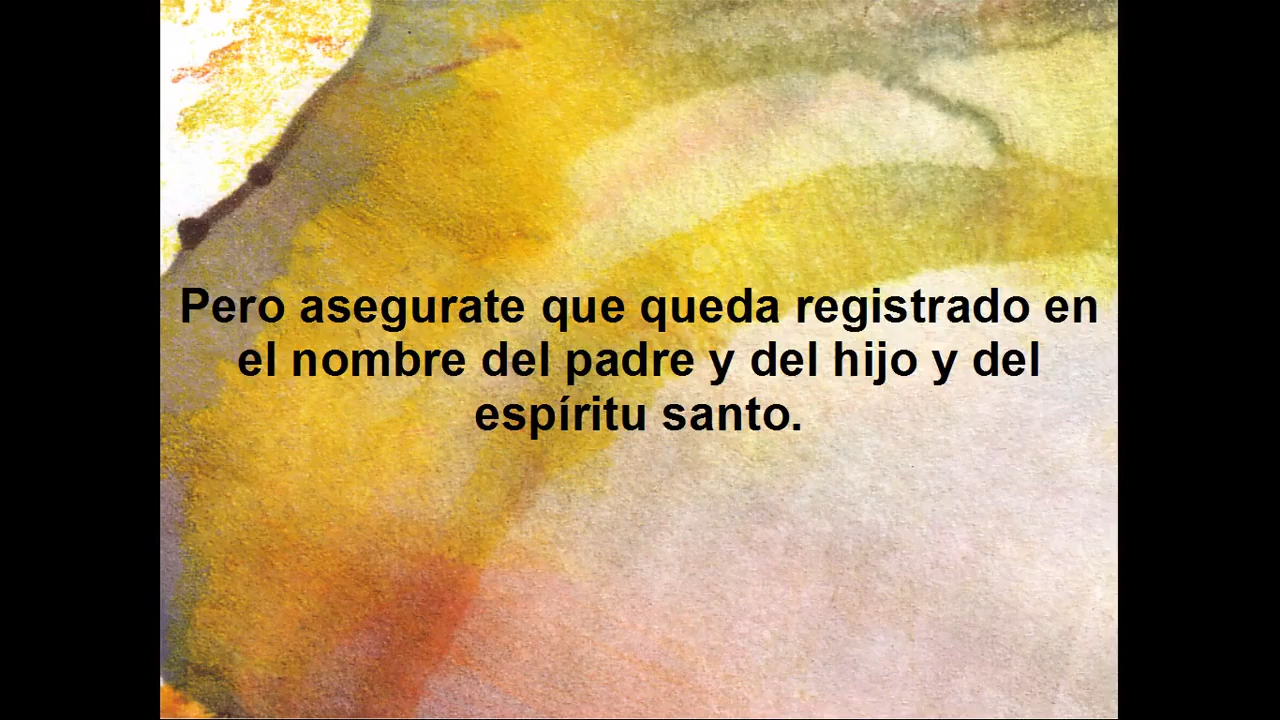 Pero asegurate que queda registrado en
el nombre del padre y del hijo y del
espíritu santo.